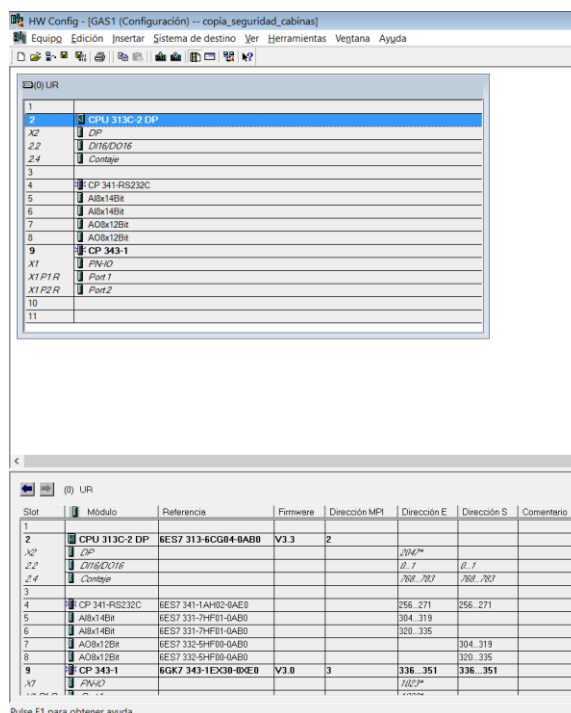 HW Config - [GAS1 (Configuración) -- copia_seguridad_cabinas]
Equipo Edición Insertar Sistema de destino Ver Herramientas Ventana Ayuda
(0) UR
1
2 CPU 313C-2 DP
X2 DP
2.2 DI16/DO16
2.4 Contaje
3
4 CP 341-RS232C
5 AI8x14Bit
6 AI8x14Bit
7 AO8x12Bit
8 AO8x12Bit
9 CP 343-1
X1 PN-IO
X1 P1 R Port 1
X1 P2 R Port 2
10
11
(0) UR
Slot Módulo Referencia Firmware Dirección MPI Dirección E Dirección S Comentario
1
2 CPU 313C-2 DP 6ES7 313-6CG04-0AB0 V3.3 2
X2 DP 2047*
2.2 DI16/DO16 0...1 0...1
2.4 Contaje 768...783 768...783
3
4 CP 341-RS232C 6ES7 341-1AH02-0AE0 256...271 256...271
5 AI8x14Bit 6ES7 331-7HF01-0AB0 304...319
6 AI8x14Bit 6ES7 331-7HF01-0AB0 320...335
7 AO8x12Bit 6ES7 332-5HF00-0AB0 304...319
8 AO8x12Bit 6ES7 332-5HF00-0AB0 320...335
9 CP 343-1 6GK7 343-1EX30-0XE0 V3.0 3 336...351 336...351
X1 PN-IO 1023*
Pulse F1 para obtener ayuda.